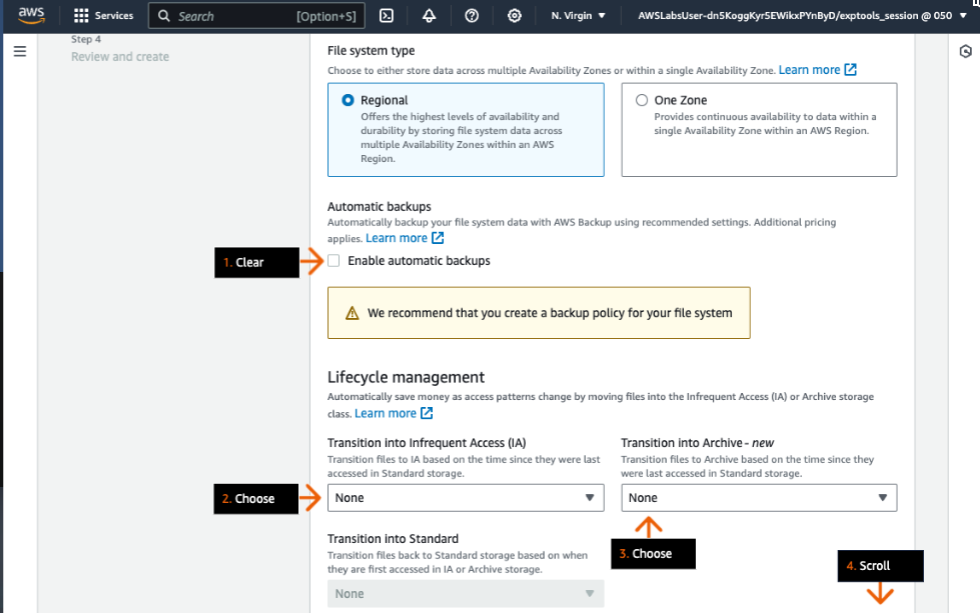 aws
Services
Search
[Option+S]
N. Virgin
AWSLabsUser-dn5KoggKyr5EWikxPYnByD/exptools_session @ 050
Step 4
Review and create
File system type
Choose to either store data across multiple Availability Zones or within a single Availability Zone. Learn more
Regional
Offers the highest levels of availability and
durability by storing file system data across
multiple Availability Zones within an AWS
Region.
One Zone
Provides continuous availability to data within a
single Availability Zone within an AWS Region.
Automatic backups
Automatically backup your file system data with AWS Backup using recommended settings. Additional pricing
applies. Learn more
1. Clear
Enable automatic backups
We recommend that you create a backup policy for your file system
Lifecycle management
Automatically save money as access patterns change by moving files into the Infrequent Access (IA) or Archive storage
class. Learn more
Transition into Infrequent Access (IA)
Transition files to IA based on the time since they were last
accessed in Standard storage.
2. Choose
None
Transition into Archive - new
Transition files to Archive based on the time since they
were last accessed in Standard storage.
None
3. Choose
Transition into Standard
Transition files back to Standard storage based on when
they are first accessed in IA or Archive storage.
None
4. Scroll